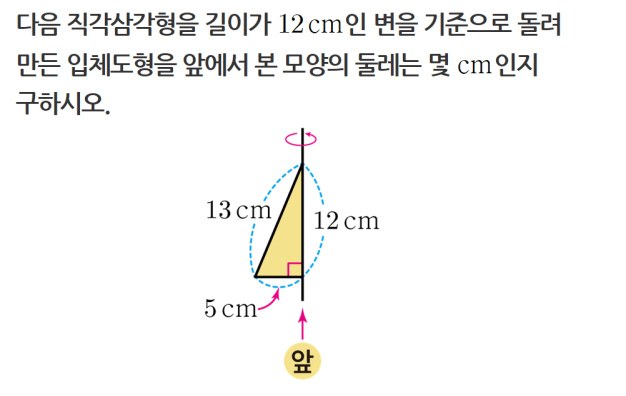 다음 직각삼각형을 길이가 12 cm인 변을 기준으로 돌려
만든 입체도형을 앞에서 본 모양의 둘레는 몇 cm인지
구하시오.
13 cm
12 cm
5 cm
앞